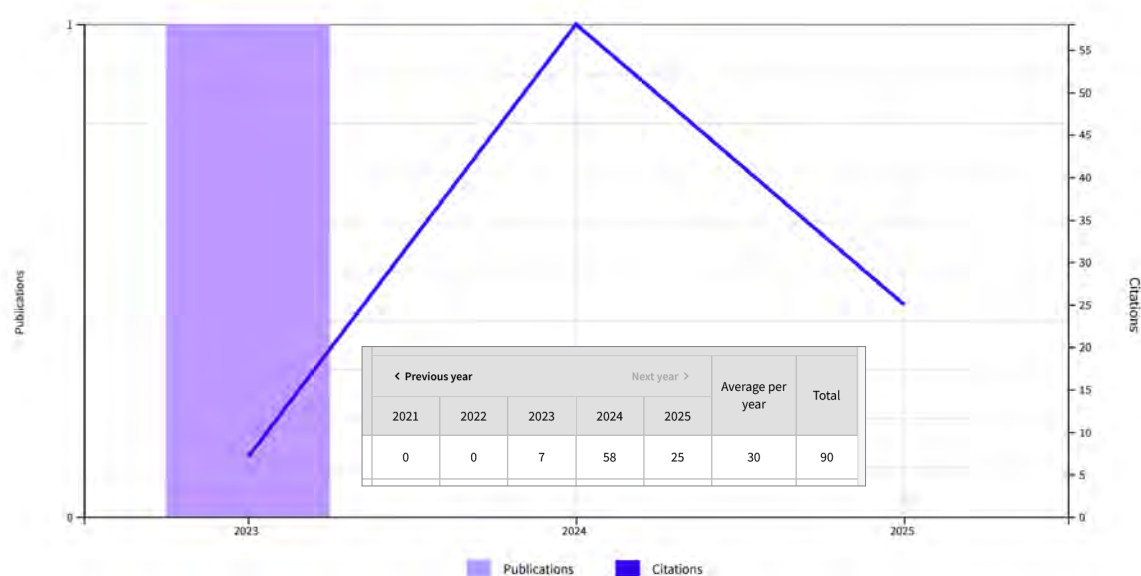 1
0
Publications
55
50
45
40
35
30
25
20
15
10
5
0
Citations
‹ Previous year Next year › Average per year Total
2021 2022 2023 2024 2025
0 0 7 58 25 30 90
2023 2024 2025
Publications Citations